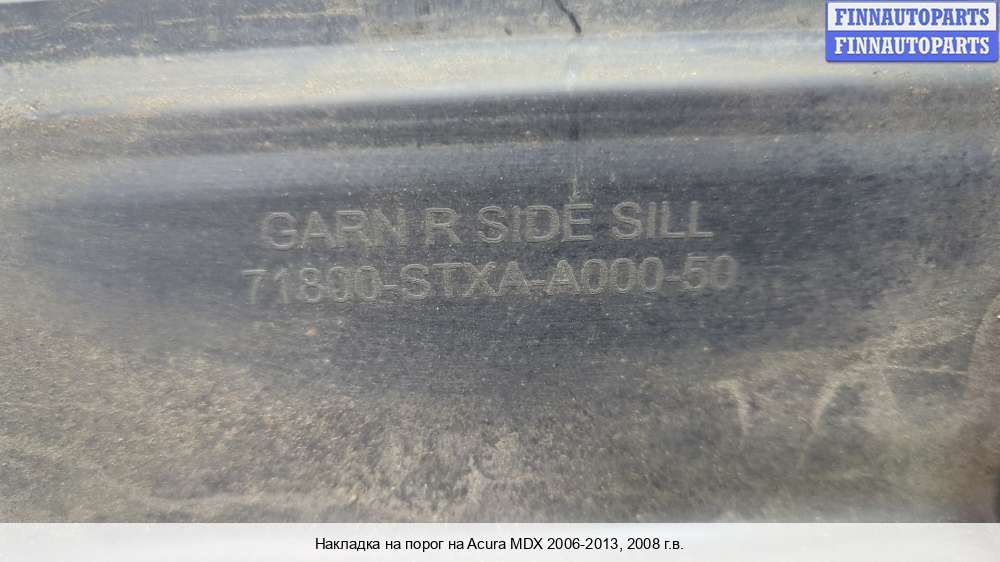 FINNAUTOPARTS
FINNAUTOPARTS
GARN R SIDE SILL
71800-STXA-A000-50
Накладка на порог на Acura MDX 2006-2013, 2008 г.в.